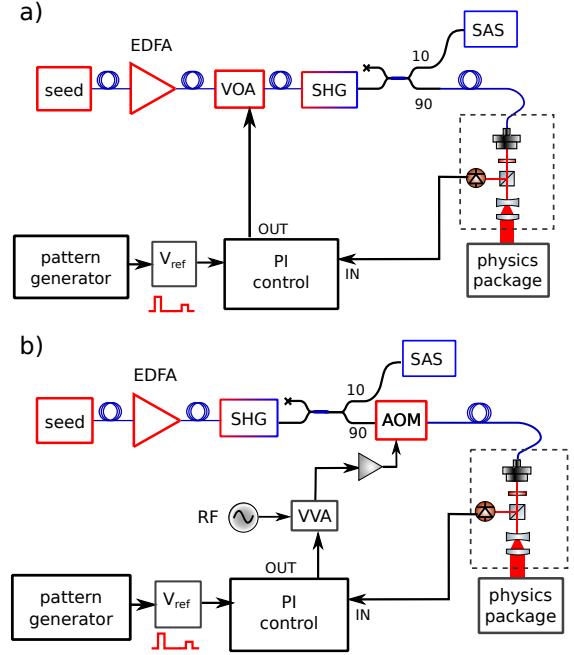 a)
EDFA
SAS
seed
VOA
SHG
10
90
OUT
pattern
generator
Vref
PI
control
IN
physics
package
b)
EDFA
SAS
10
seed
SHG
90
AOM
RF
VVA
OUT
pattern
generator
Vref
PI
control
IN
physics
package